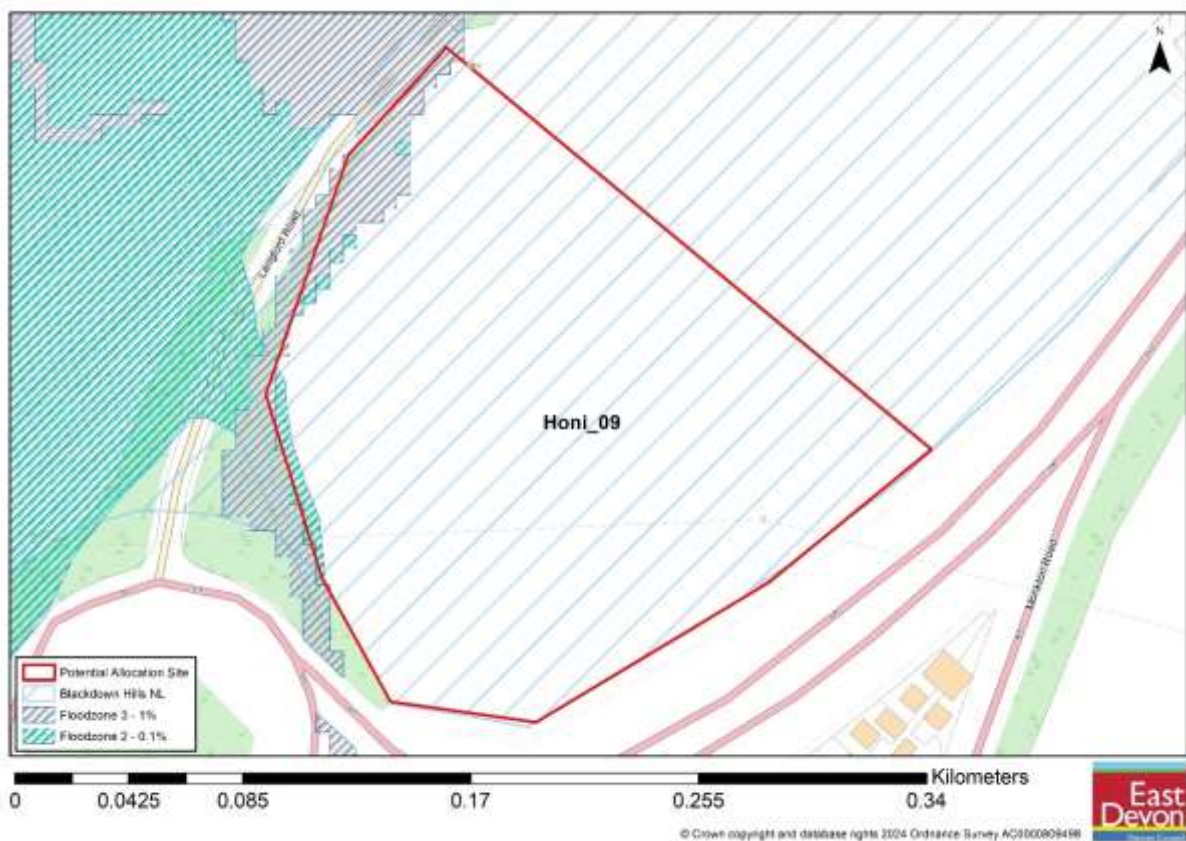 N
Langford Road
Honi_09
Monkton Road
Potential Allocation Site
Blackdown Hills NL
Floodzone 3 - 1%
Floodzone 2 - 0.1%
Kilometers
0 0.0425 0.085 0.17 0.255 0.34
East
Devon
© Crown copyright and database rights 2024 Ordnance Survey AC0000809498